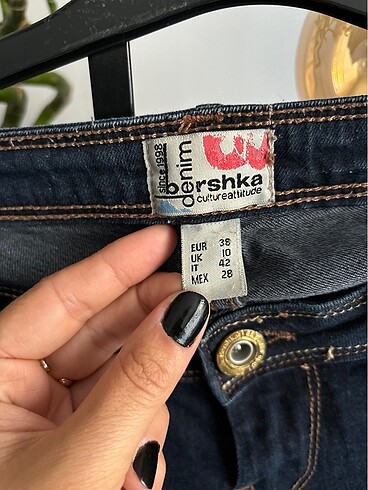 since 1998
denim
bershka
cultureattitude
EUR 38
UK 10
IT 42
MEX 28